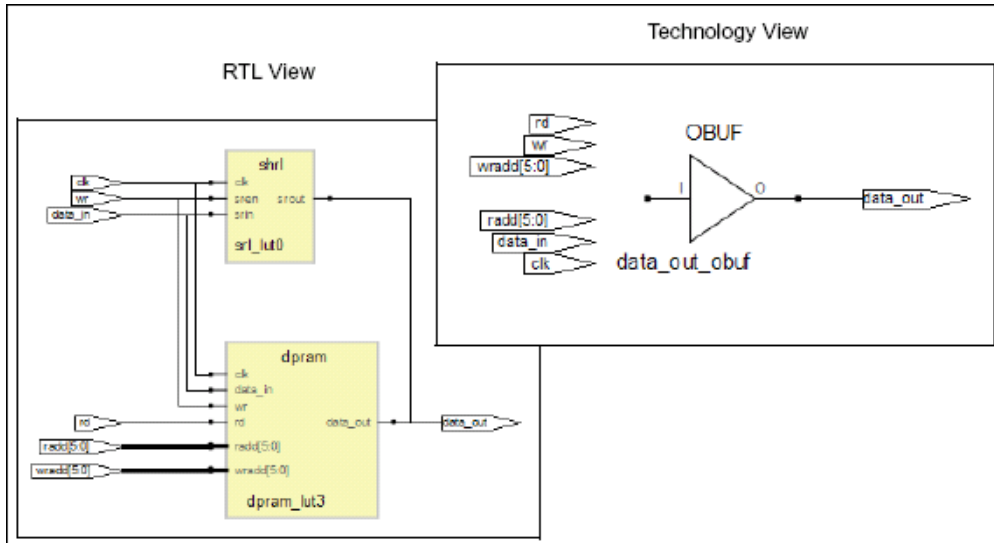 Technology View
RTL View
rd
wr
wradd[5:0]
radd[5:0]
data_in
clk
OBUF
I
O
data_out
data_out_obuf
clk
wr
data_in
shrl
clk
sren
srin
srout
srl_lut0
rd
radd[5:0]
wradd[5:0]
dpram
clk
data_in
wr
rd
radd[5:0]
wradd[5:0]
data_out
dpram_lut3
data_out